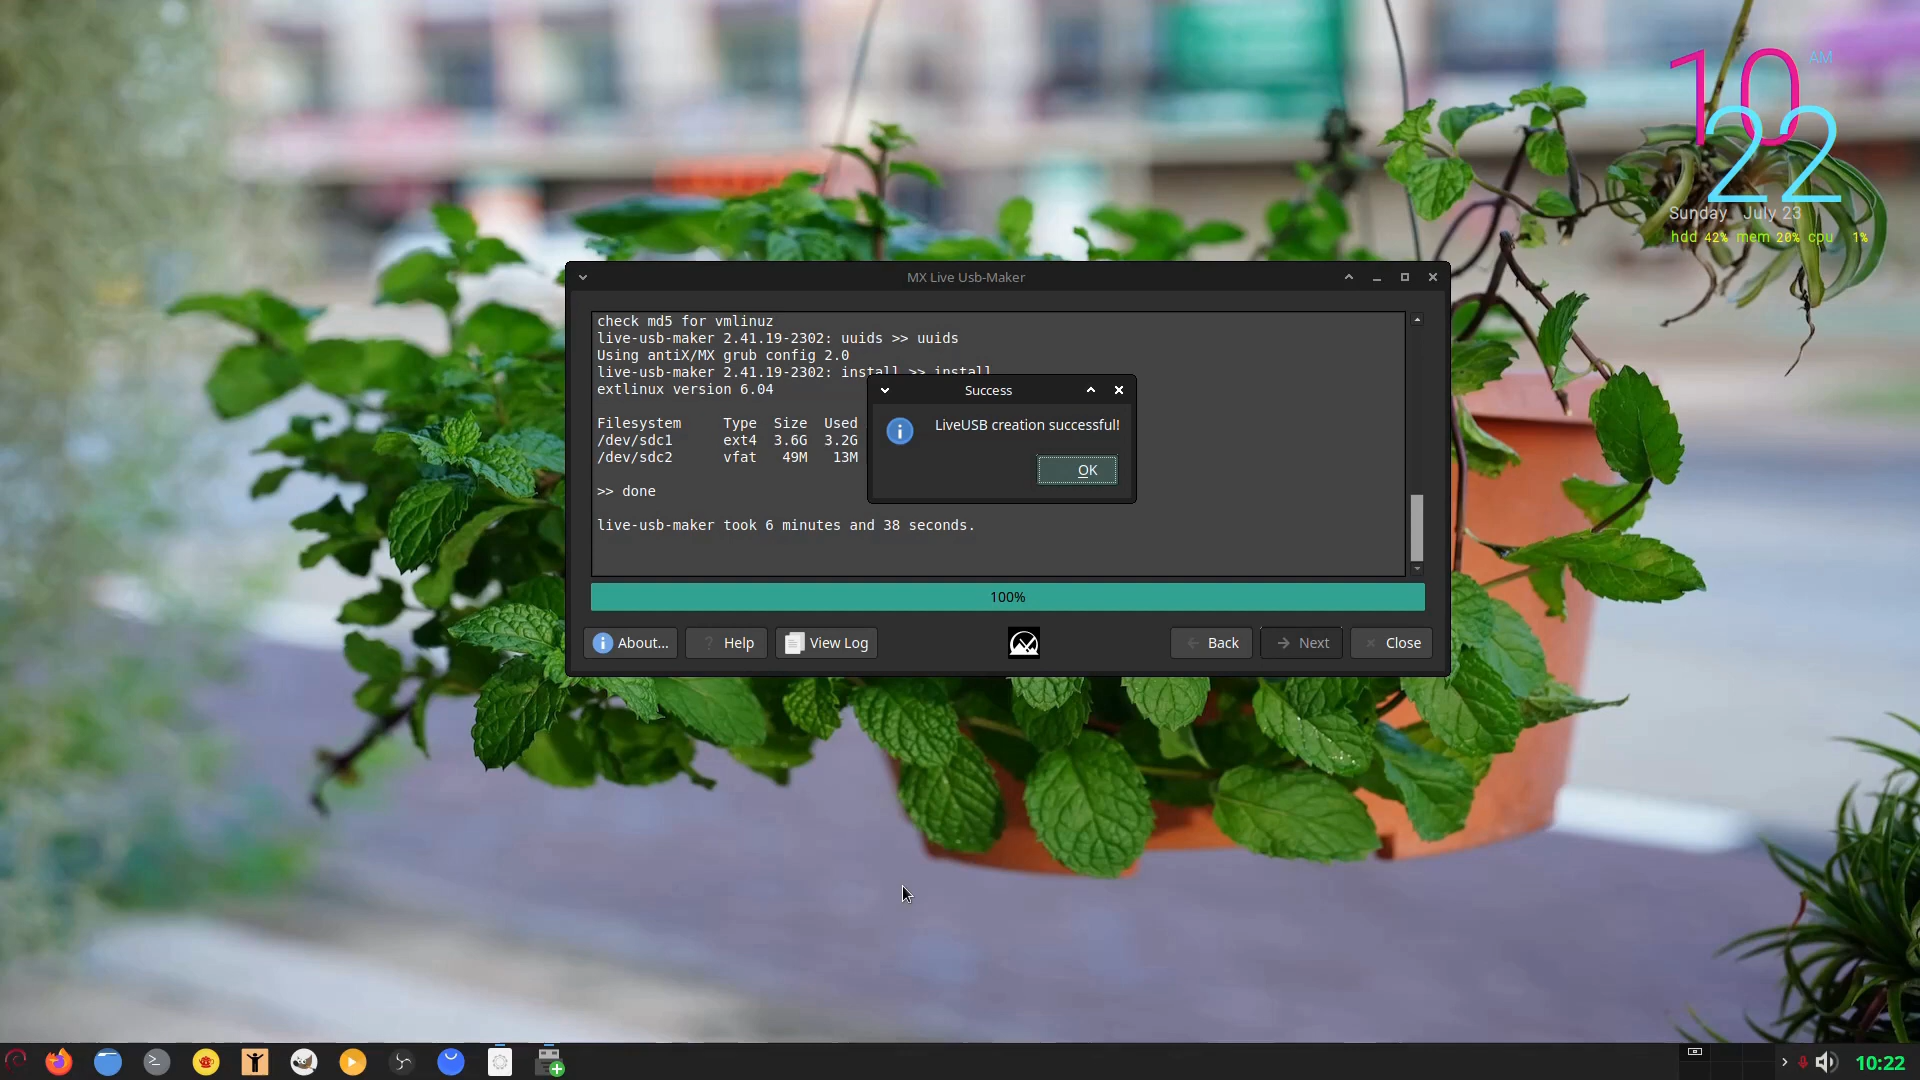 10 AM
22
Sunday July 23
hdd 42% mem 20% cpu 1%
MX Live Usb-Maker
check md5 for vmlinuz
live-usb-maker 2.41.19-2302: uuids >> uuids
Using antiX/MX grub config 2.0
live-usb-maker 2.41.19-2302: install >> install
extlinux version 6.04
Filesystem Type Size Used
/dev/sdc1 ext4 3.6G 3.2G
/dev/sdc2 vfat 49M 13M
>> done
live-usb-maker took 6 minutes and 38 seconds.
Success
LiveUSB creation successful!
OK
100%
About...
Help
View Log
Back
Next
Close
10:22